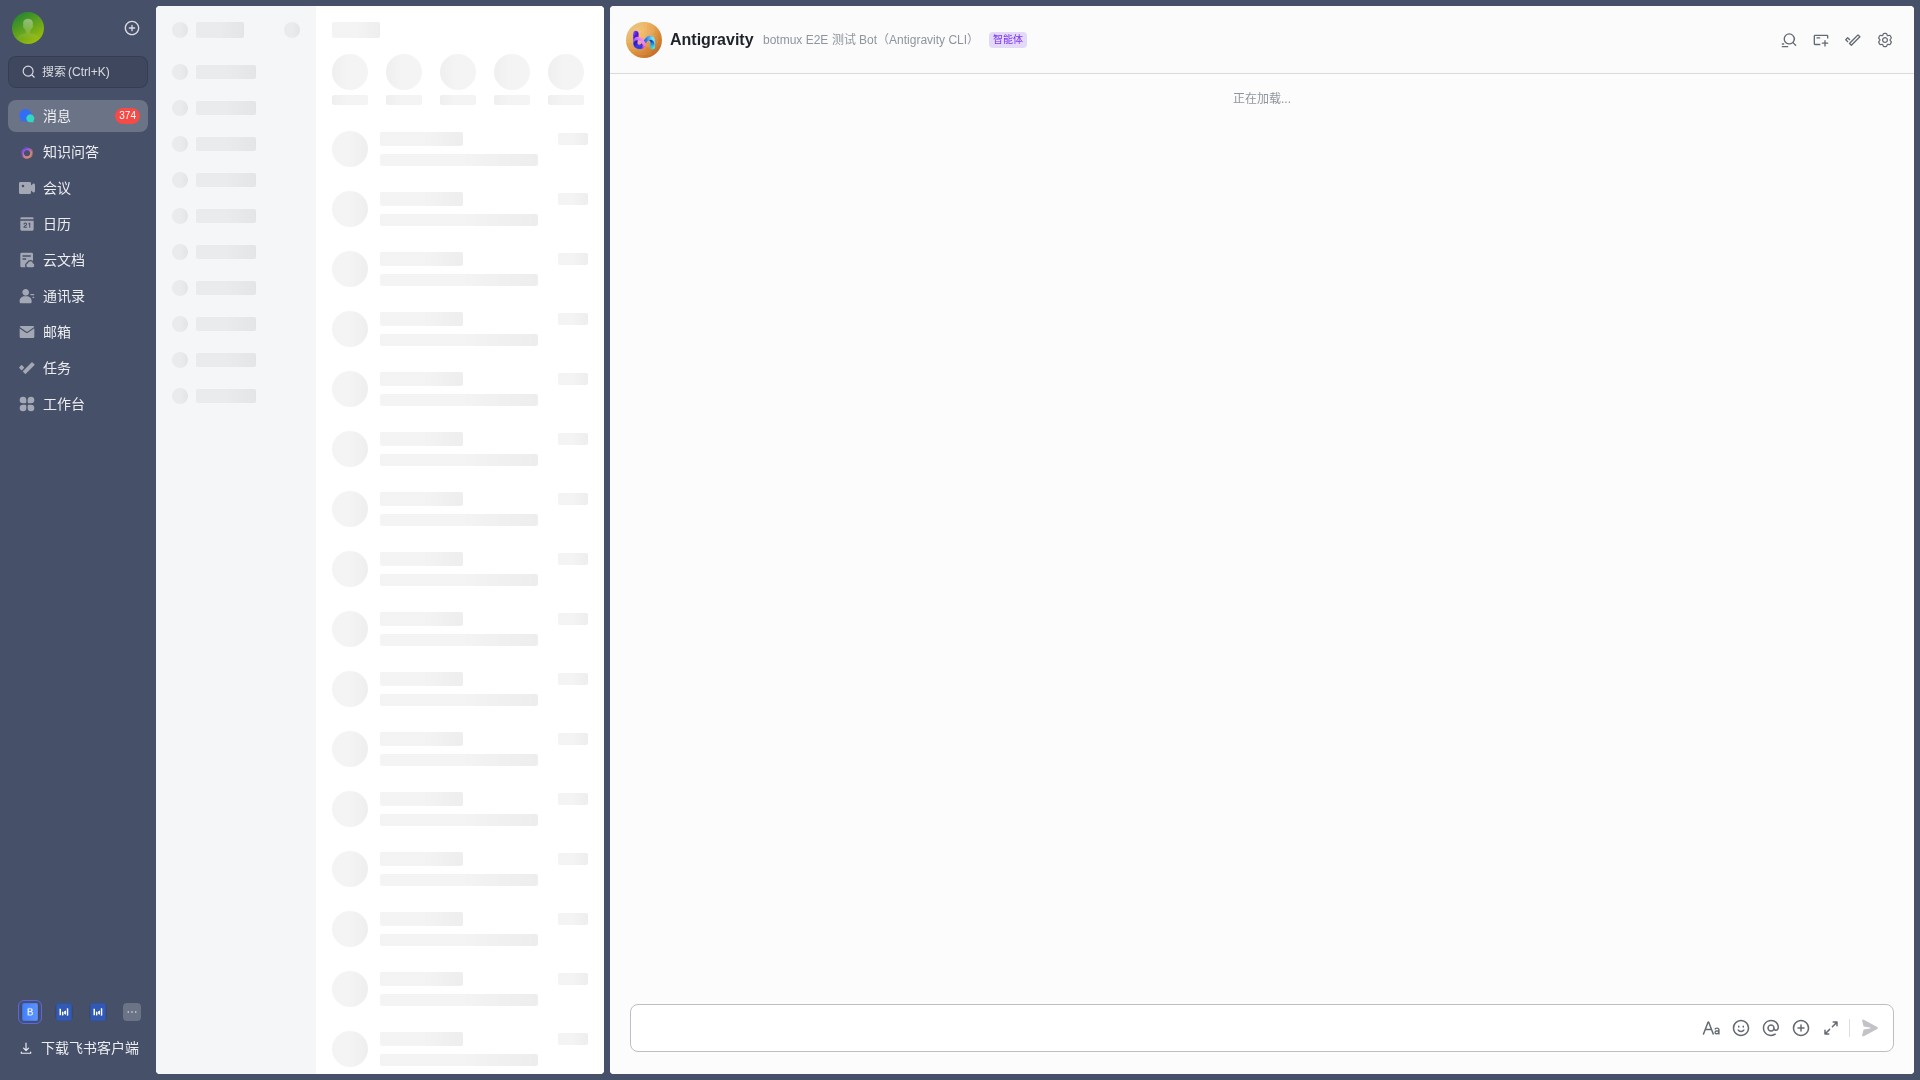 搜索 (Ctrl+K)
消息 374
知识问答
会议
日历
云文档
通讯录
邮箱
任务
工作台
B
下载飞书客户端
Antigravity botmux E2E 测试 Bot（Antigravity CLI） 智能体
正在加载...
Aa